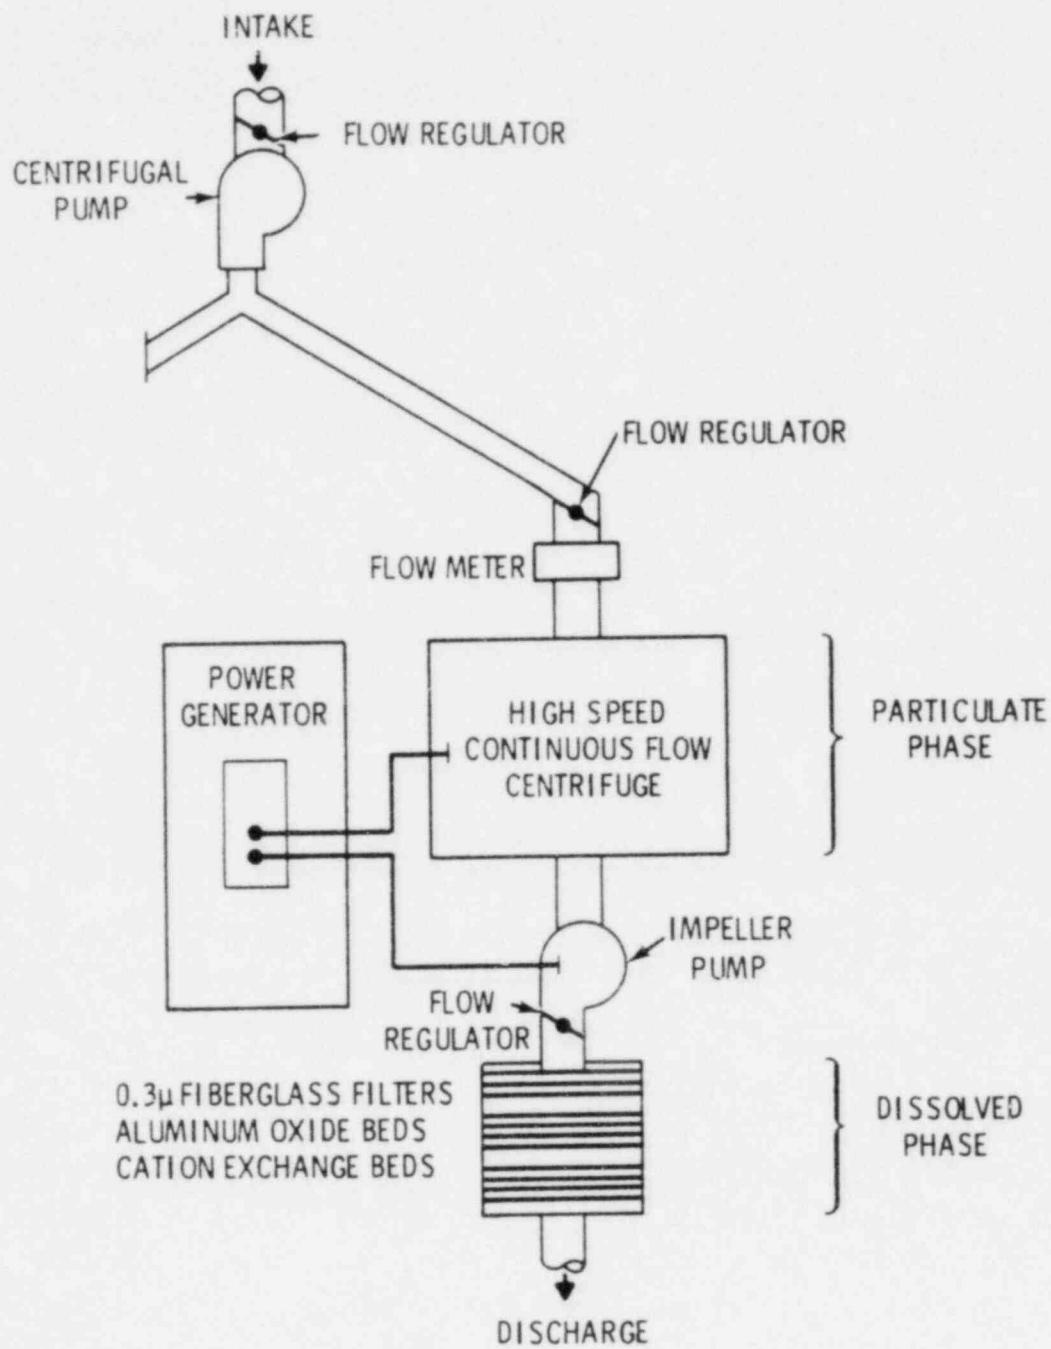 INTAKE
FLOW REGULATOR
CENTRIFUGAL
PUMP
FLOW REGULATOR
FLOW METER
POWER
GENERATOR
HIGH SPEED
CONTINUOUS FLOW
CENTRIFUGE
PARTICULATE
PHASE
IMPELLER
PUMP
FLOW
REGULATOR
0.3µ FIBERGLASS FILTERS
ALUMINUM OXIDE BEDS
CATION EXCHANGE BEDS
DISSOLVED
PHASE
DISCHARGE